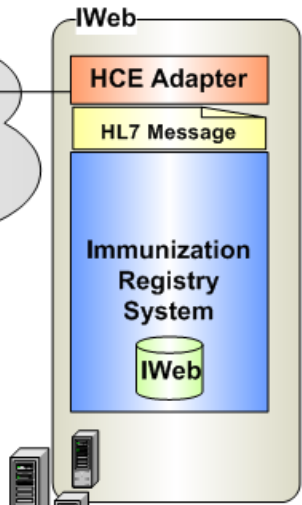 IWeb
HCE Adapter
HL7 Message
Immunization
Registry
System
IWeb